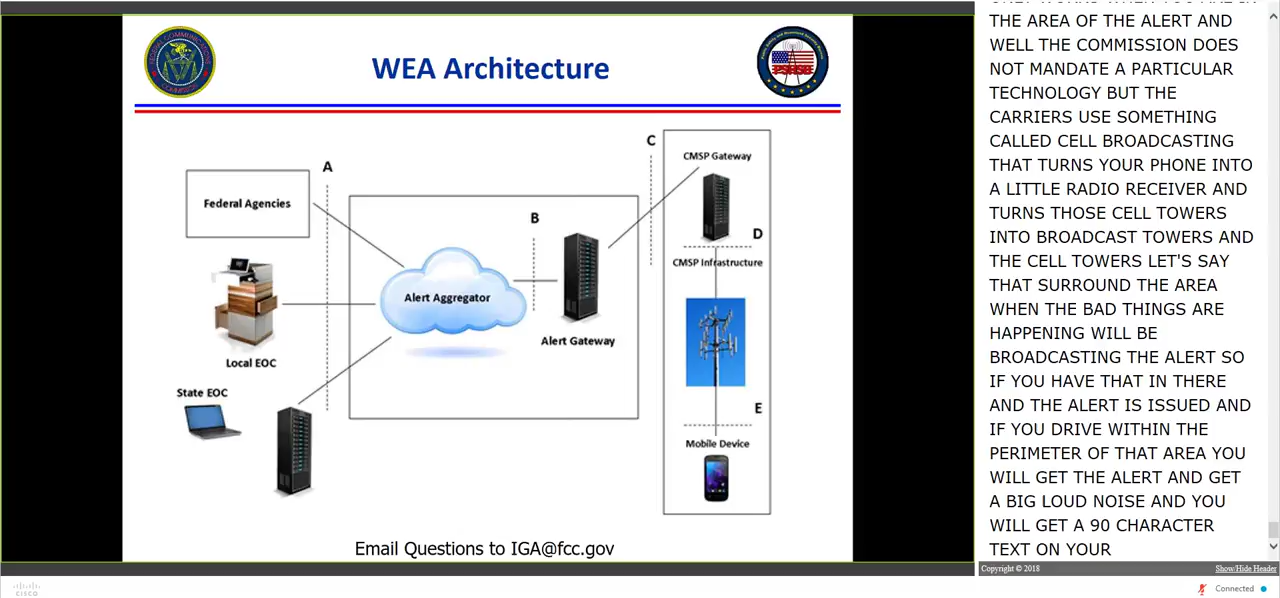 WEA Architecture
A
Federal Agencies
Local EOC
State EOC
Alert Aggregator
B
Alert Gateway
C
CMSP Gateway
D
CMSP Infrastructure
E
Mobile Device
Email Questions to IGA@fcc.gov
THE AREA OF THE ALERT AND
WELL THE COMMISSION DOES
NOT MANDATE A PARTICULAR
TECHNOLOGY BUT THE
CARRIERS USE SOMETHING
CALLED CELL BROADCASTING
THAT TURNS YOUR PHONE INTO
A LITTLE RADIO RECEIVER AND
TURNS THOSE CELL TOWERS
INTO BROADCAST TOWERS AND
THE CELL TOWERS LET'S SAY
THAT SURROUND THE AREA
WHEN THE BAD THINGS ARE
HAPPENING WILL BE
BROADCASTING THE ALERT SO
IF YOU HAVE THAT IN THERE
AND THE ALERT IS ISSUED AND
IF YOU DRIVE WITHIN THE
PERIMETER OF THAT AREA YOU
WILL GET THE ALERT AND GET
A BIG LOUD NOISE AND YOU
WILL GET A 90 CHARACTER
TEXT ON YOUR
Copyright © 2018
Show/Hide Header
CISCO
Connected